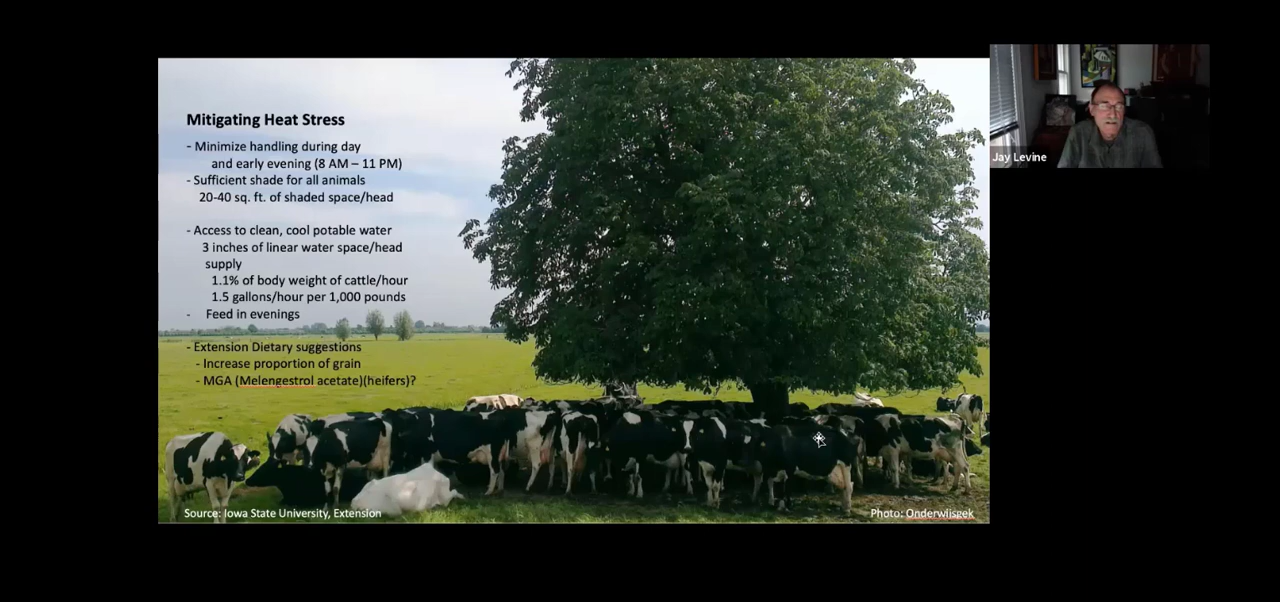 Mitigating Heat Stress
- Minimize handling during day
and early evening (8 AM – 11 PM)
- Sufficient shade for all animals
20-40 sq. ft. of shaded space/head
- Access to clean, cool potable water
3 inches of linear water space/head
supply
1.1% of body weight of cattle/hour
1.5 gallons/hour per 1,000 pounds
- Feed in evenings
- Extension Dietary suggestions
- Increase proportion of grain
- MGA (Melengestrol acetate)(heifers)?
Source: Iowa State University, Extension
Photo: Onderwijsgek
Jay Levine